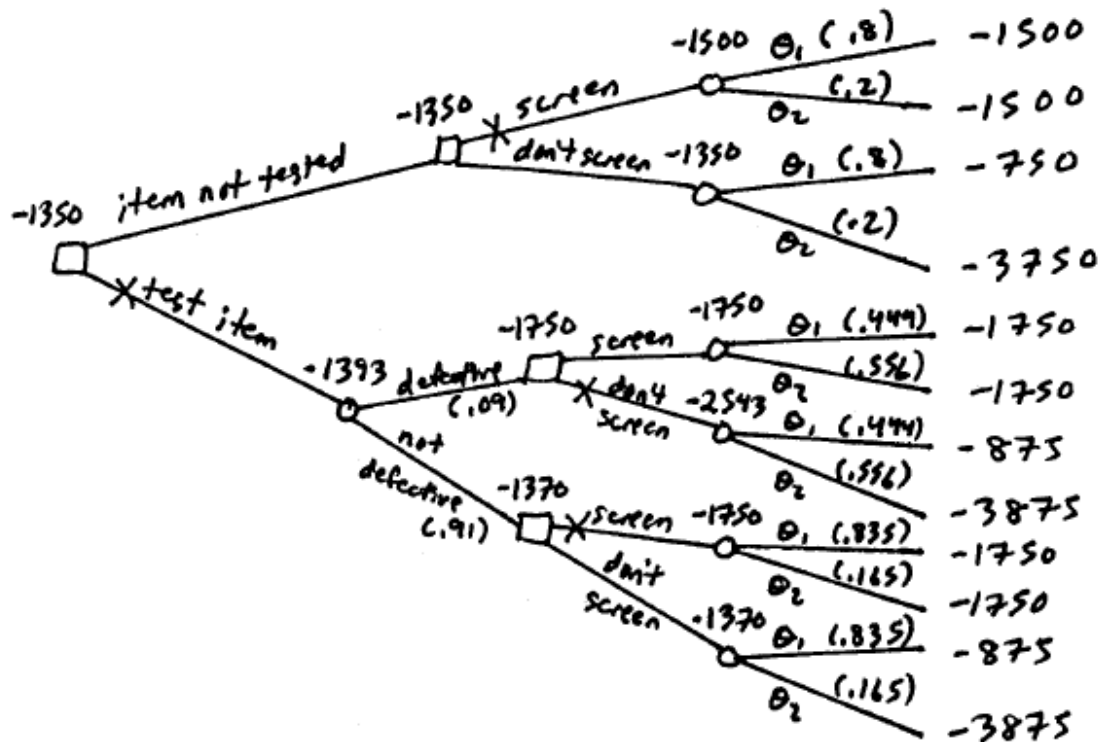 -1500 θ₁ (.8) -1500
θ₂ (.2) -1500
-1350 screen
don't screen -1350 θ₁ (.8) -750
θ₂ (.2) -3750
-1350 item not tested
test item
-1393 defective (.09)
-1750 screen -1750 θ₁ (.444) -1750
θ₂ (.556) -1750
don't screen -2543 θ₁ (.444) -875
θ₂ (.556) -3875
not defective (.91)
-1370 screen -1750 θ₁ (.835) -1750
θ₂ (.165) -1750
don't screen -1370 θ₁ (.835) -875
θ₂ (.165) -3875